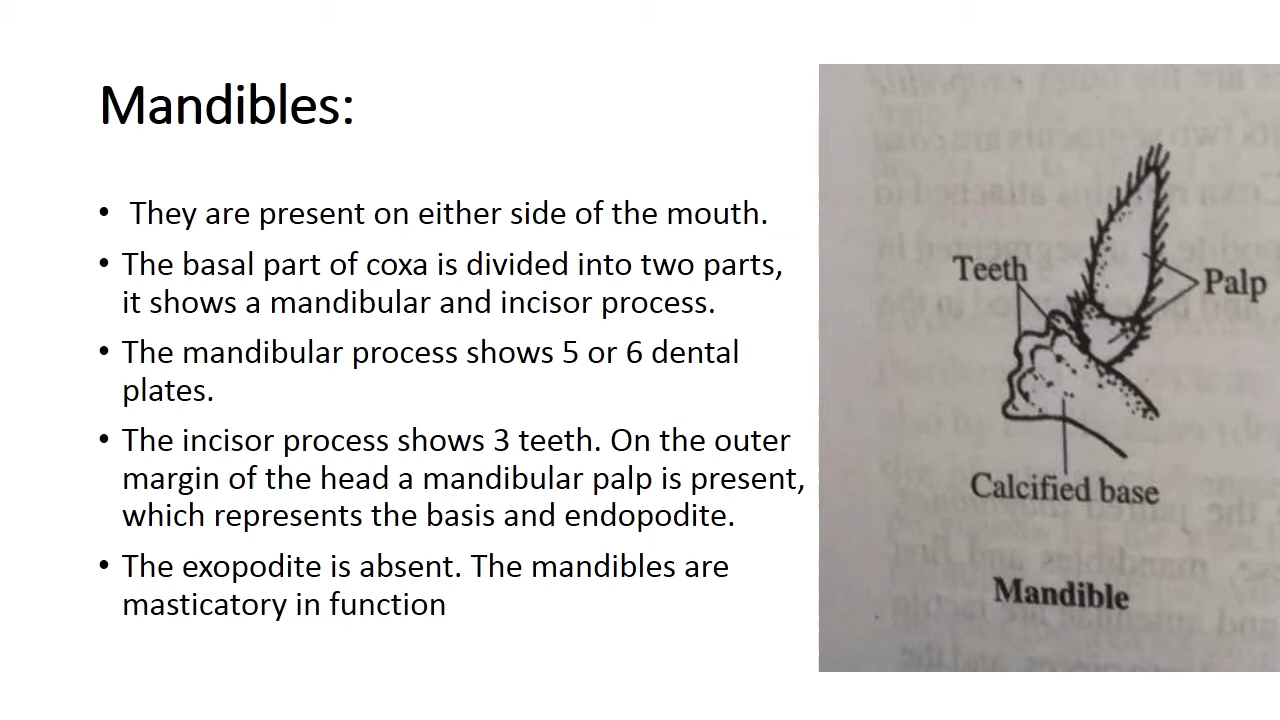 Mandibles:
• They are present on either side of the mouth.
• The basal part of coxa is divided into two parts,
it shows a mandibular and incisor process.
• The mandibular process shows 5 or 6 dental
plates.
• The incisor process shows 3 teeth. On the outer
margin of the head a mandibular palp is present,
which represents the basis and endopodite.
• The exopodite is absent. The mandibles are
masticatory in function
Teeth
Palp
Calcified base
Mandible